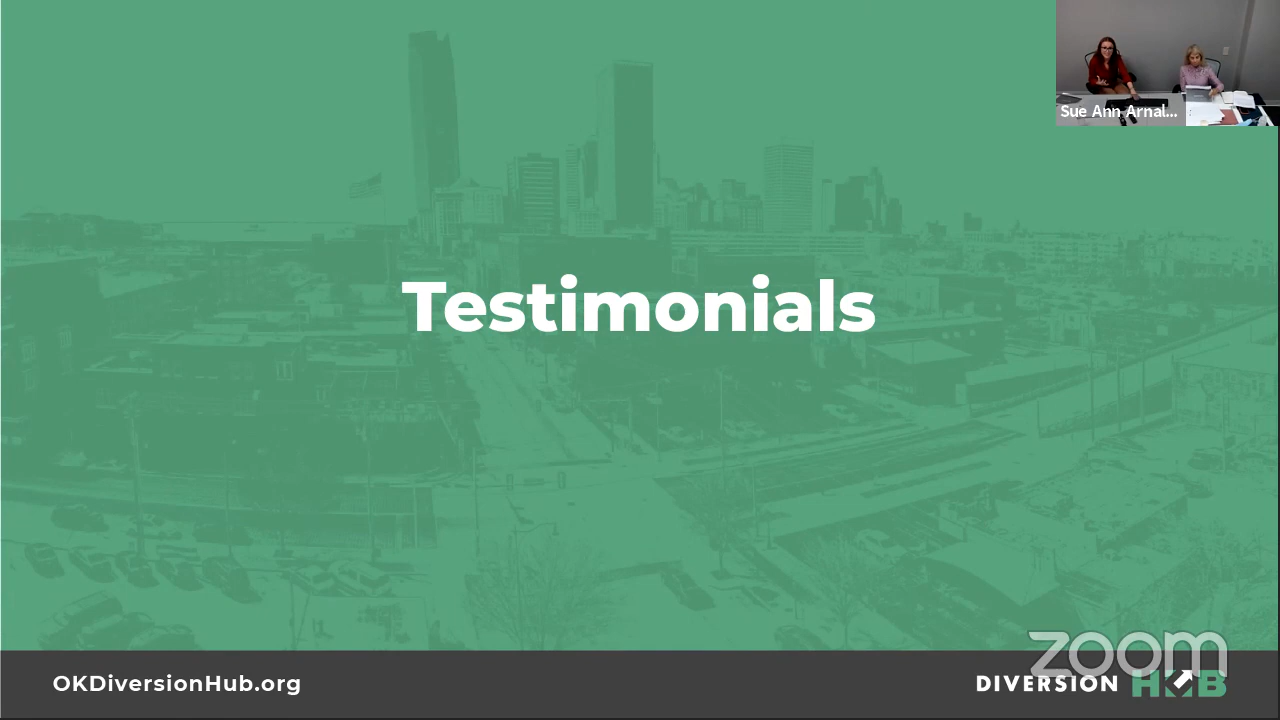 Sue Ann Arnal...
Testimonials
zoom
OKDiversionHub.org
DIVERSION HUB